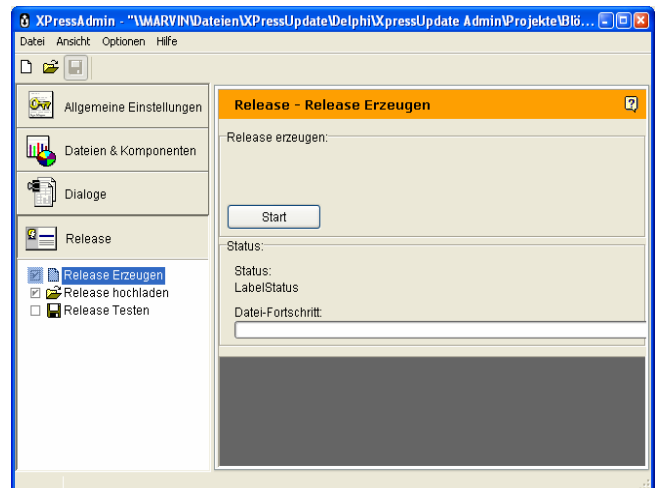 XPressAdmin - "\\MARVIN\Dateien\XPressUpdate\Delphi\XpressUpdate Admin\Projekte\Blö...
Datei Ansicht Optionen Hilfe
Allgemeine Einstellungen
Dateien & Komponenten
Dialoge
Release
Release Erzeugen
Release hochladen
Release Testen
Release - Release Erzeugen
Release erzeugen:
Start
Status:
Status:
LabelStatus
Datei-Fortschritt: